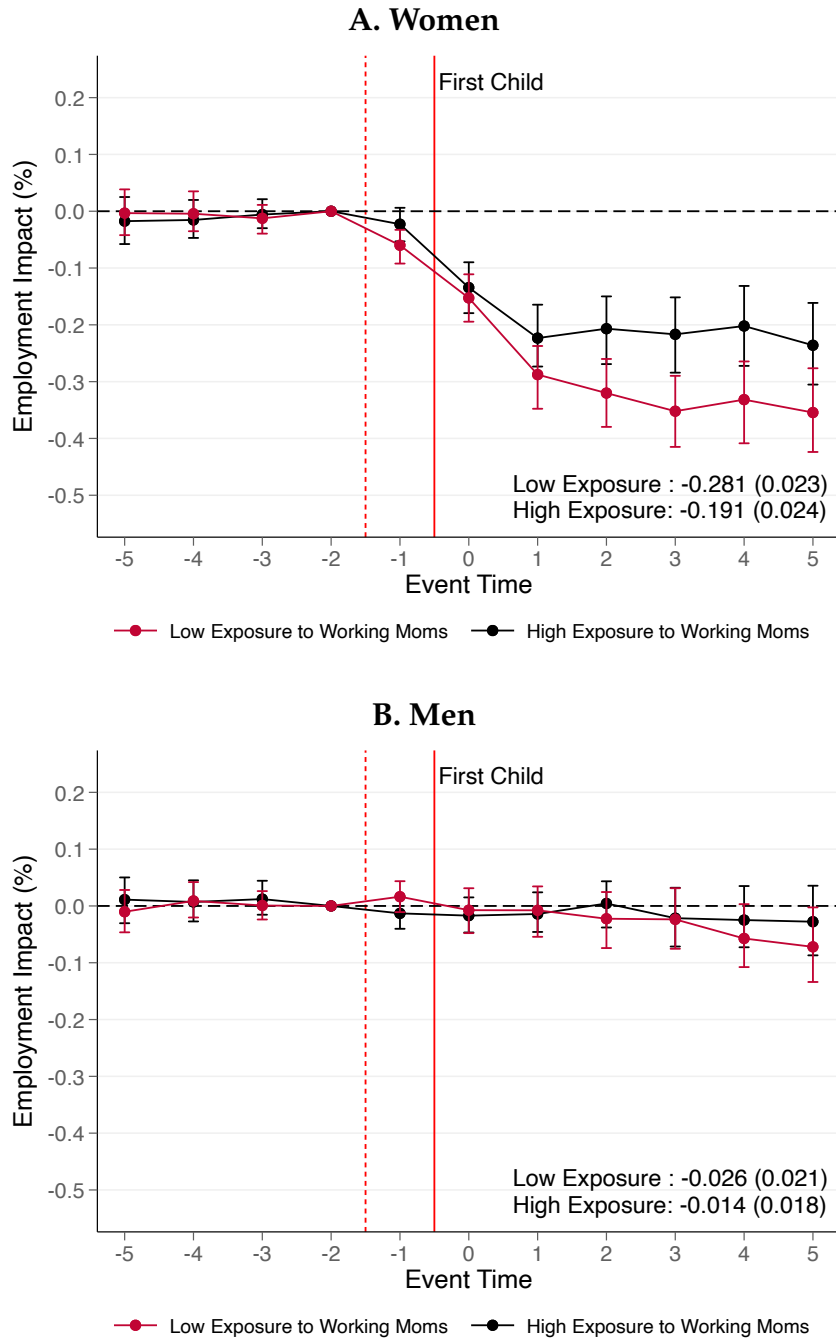 A. Women
First Child
0.2
0.1
0.0
-0.1
-0.2
-0.3
-0.4
-0.5
Employment Impact (%)
Low Exposure : -0.281 (0.023)
High Exposure: -0.191 (0.024)
-5 -4 -3 -2 -1 0 1 2 3 4 5
Event Time
Low Exposure to Working Moms High Exposure to Working Moms
B. Men
First Child
0.2
0.1
0.0
-0.1
-0.2
-0.3
-0.4
-0.5
Employment Impact (%)
Low Exposure : -0.026 (0.021)
High Exposure: -0.014 (0.018)
-5 -4 -3 -2 -1 0 1 2 3 4 5
Event Time
Low Exposure to Working Moms High Exposure to Working Moms